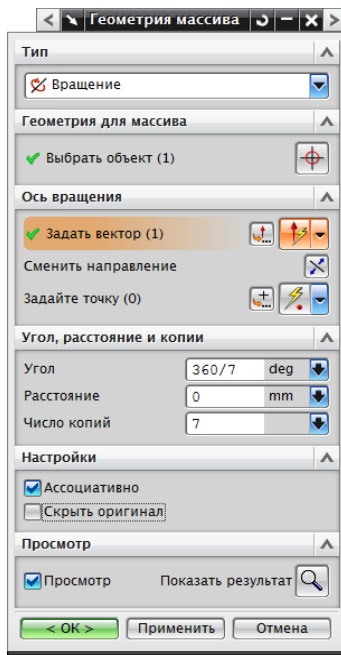 Геометрия массива
Тип
Вращение
Геометрия для массива
Выбрать объект (1)
Ось вращения
Задать вектор (1)
Сменить направление
Задайте точку (0)
Угол, расстояние и копии
Угол 360/7 deg
Расстояние 0 mm
Число копий 7
Настройки
Ассоциативно
Скрыть оригинал
Просмотр
Просмотр Показать результат
< OK > Применить Отмена